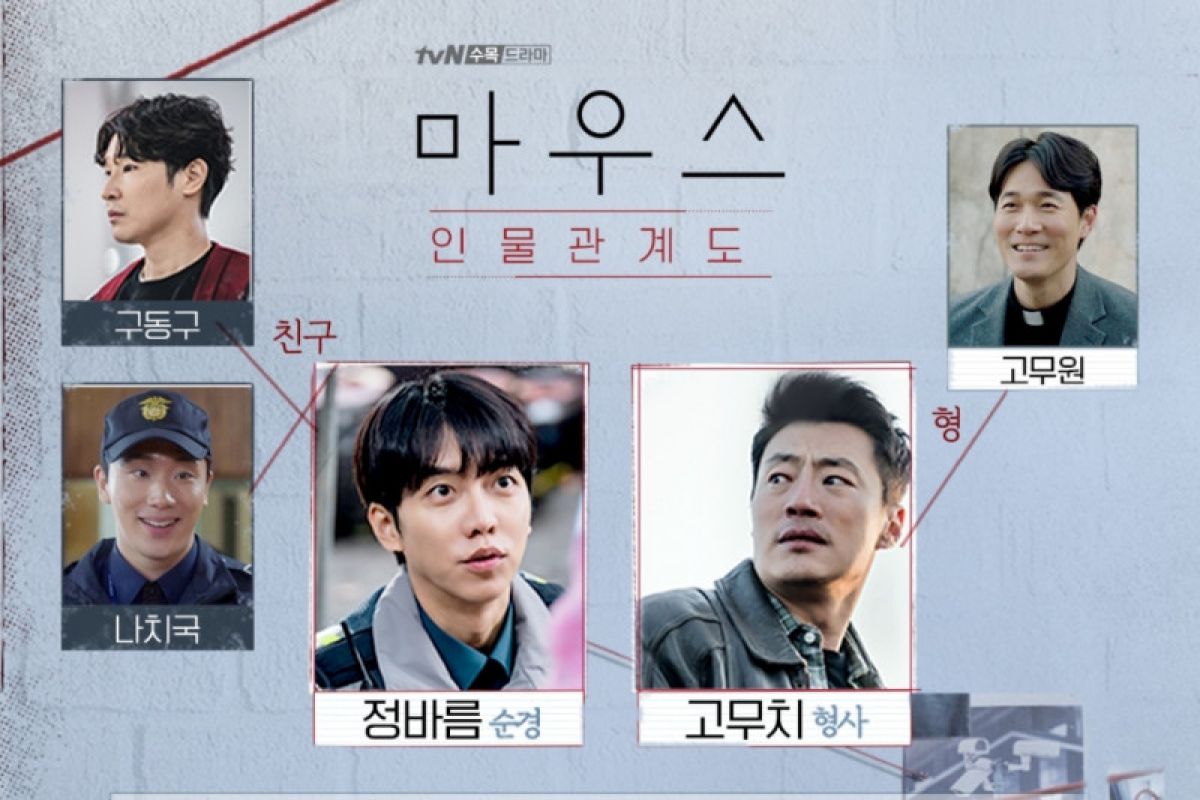 tvN 수목 드라마
마우스
인물관계도
구동구
친구
나치국
고무원
형
정바름 순경
고무치 형사